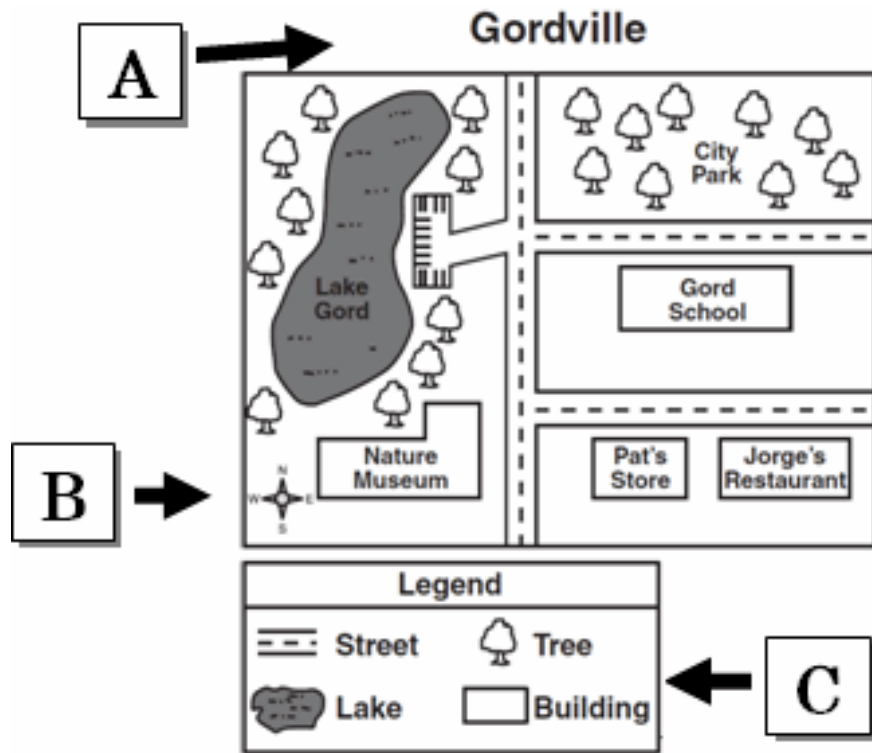 Gordville
A
City
Park
Lake
Gord
Gord
School
B
Nature
Museum
Pat's
Store
Jorge's
Restaurant
N
W
E
S
Legend
Street
Tree
Lake
Building
C